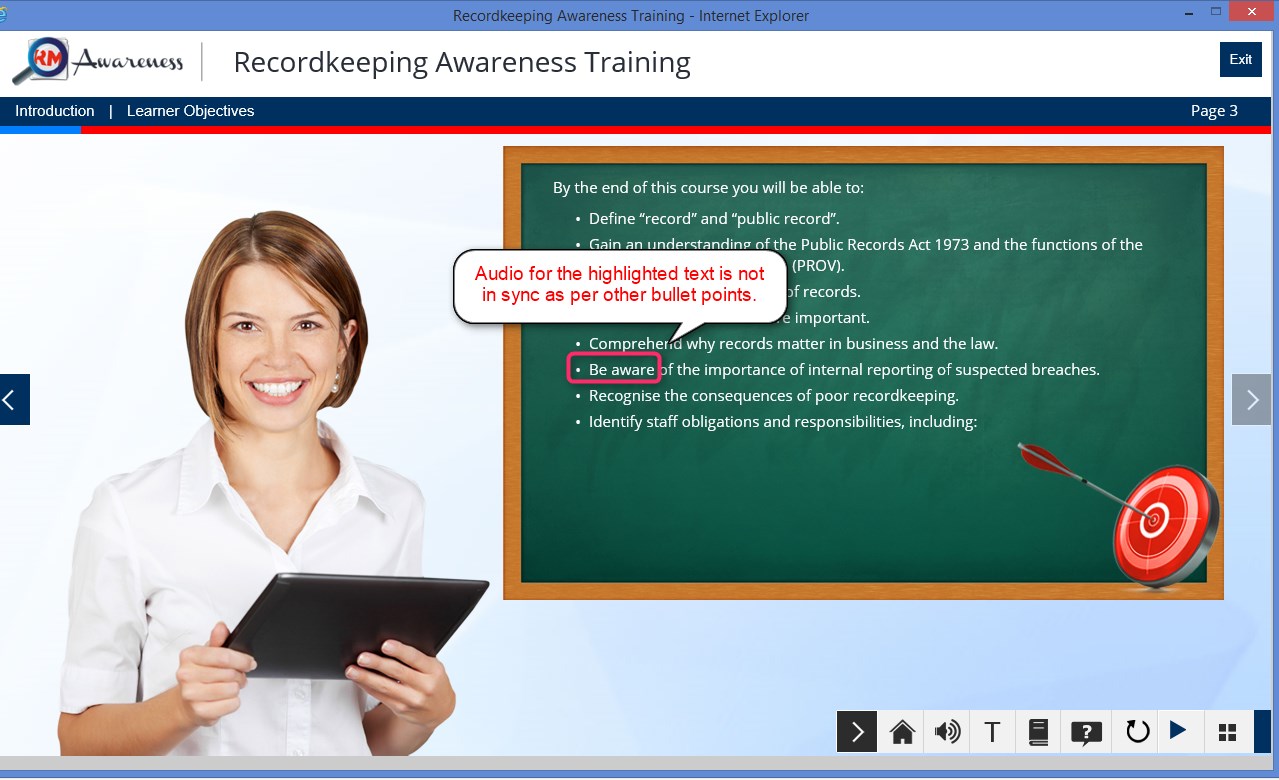 Recordkeeping Awareness Training - Internet Explorer
RM Awareness
Recordkeeping Awareness Training
Exit
Introduction | Learner Objectives
Page 3
By the end of this course you will be able to:
• Define “record” and “public record”.
• Gain an understanding of the Public Records Act 1973 and the functions of the
(PROV).
Audio for the highlighted text is not
in sync as per other bullet points.
of records.
important.
• Comprehend why records matter in business and the law.
• Be aware of the importance of internal reporting of suspected breaches.
• Recognise the consequences of poor recordkeeping.
• Identify staff obligations and responsibilities, including:
T
?